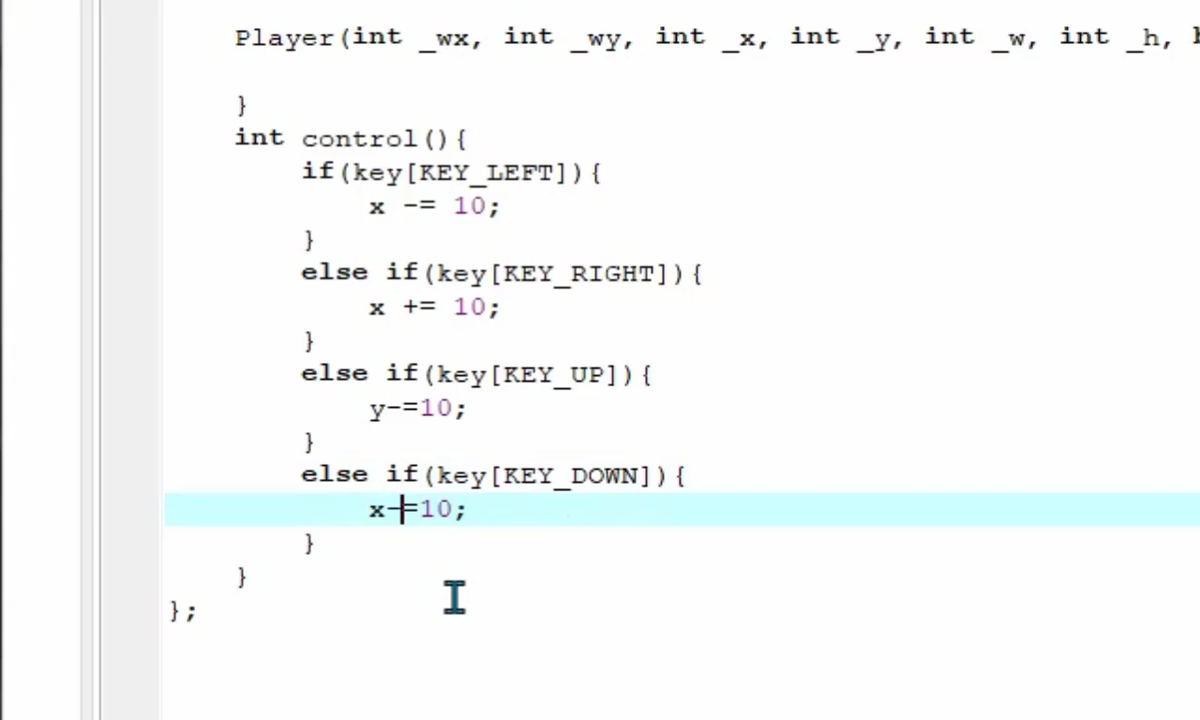 Player(int _wx, int _wy, int _x, int _y, int _w, int _h,
}
int control(){
if(key[KEY_LEFT]){
x -= 10;
}
else if(key[KEY_RIGHT]){
x += 10;
}
else if(key[KEY_UP]){
y-=10;
}
else if(key[KEY_DOWN]){
x-=10;
}
}
};